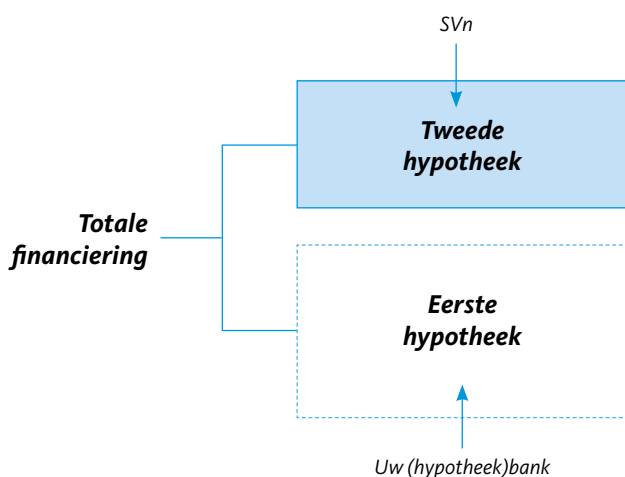 SVn
Tweede
hypotheek
Totale
financiering
Eerste
hypotheek
Uw (hypotheek)bank